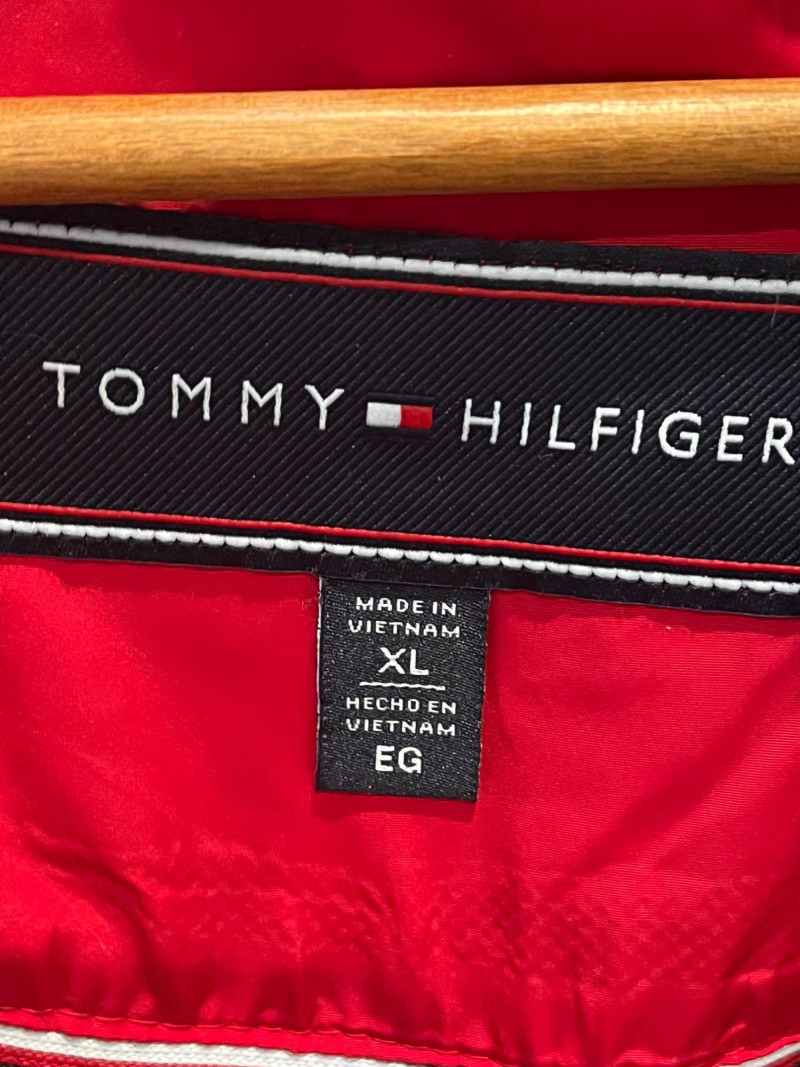 TOMMY HILFIGER
MADE IN
VIETNAM
XL
HECHO EN
VIETNAM
EG